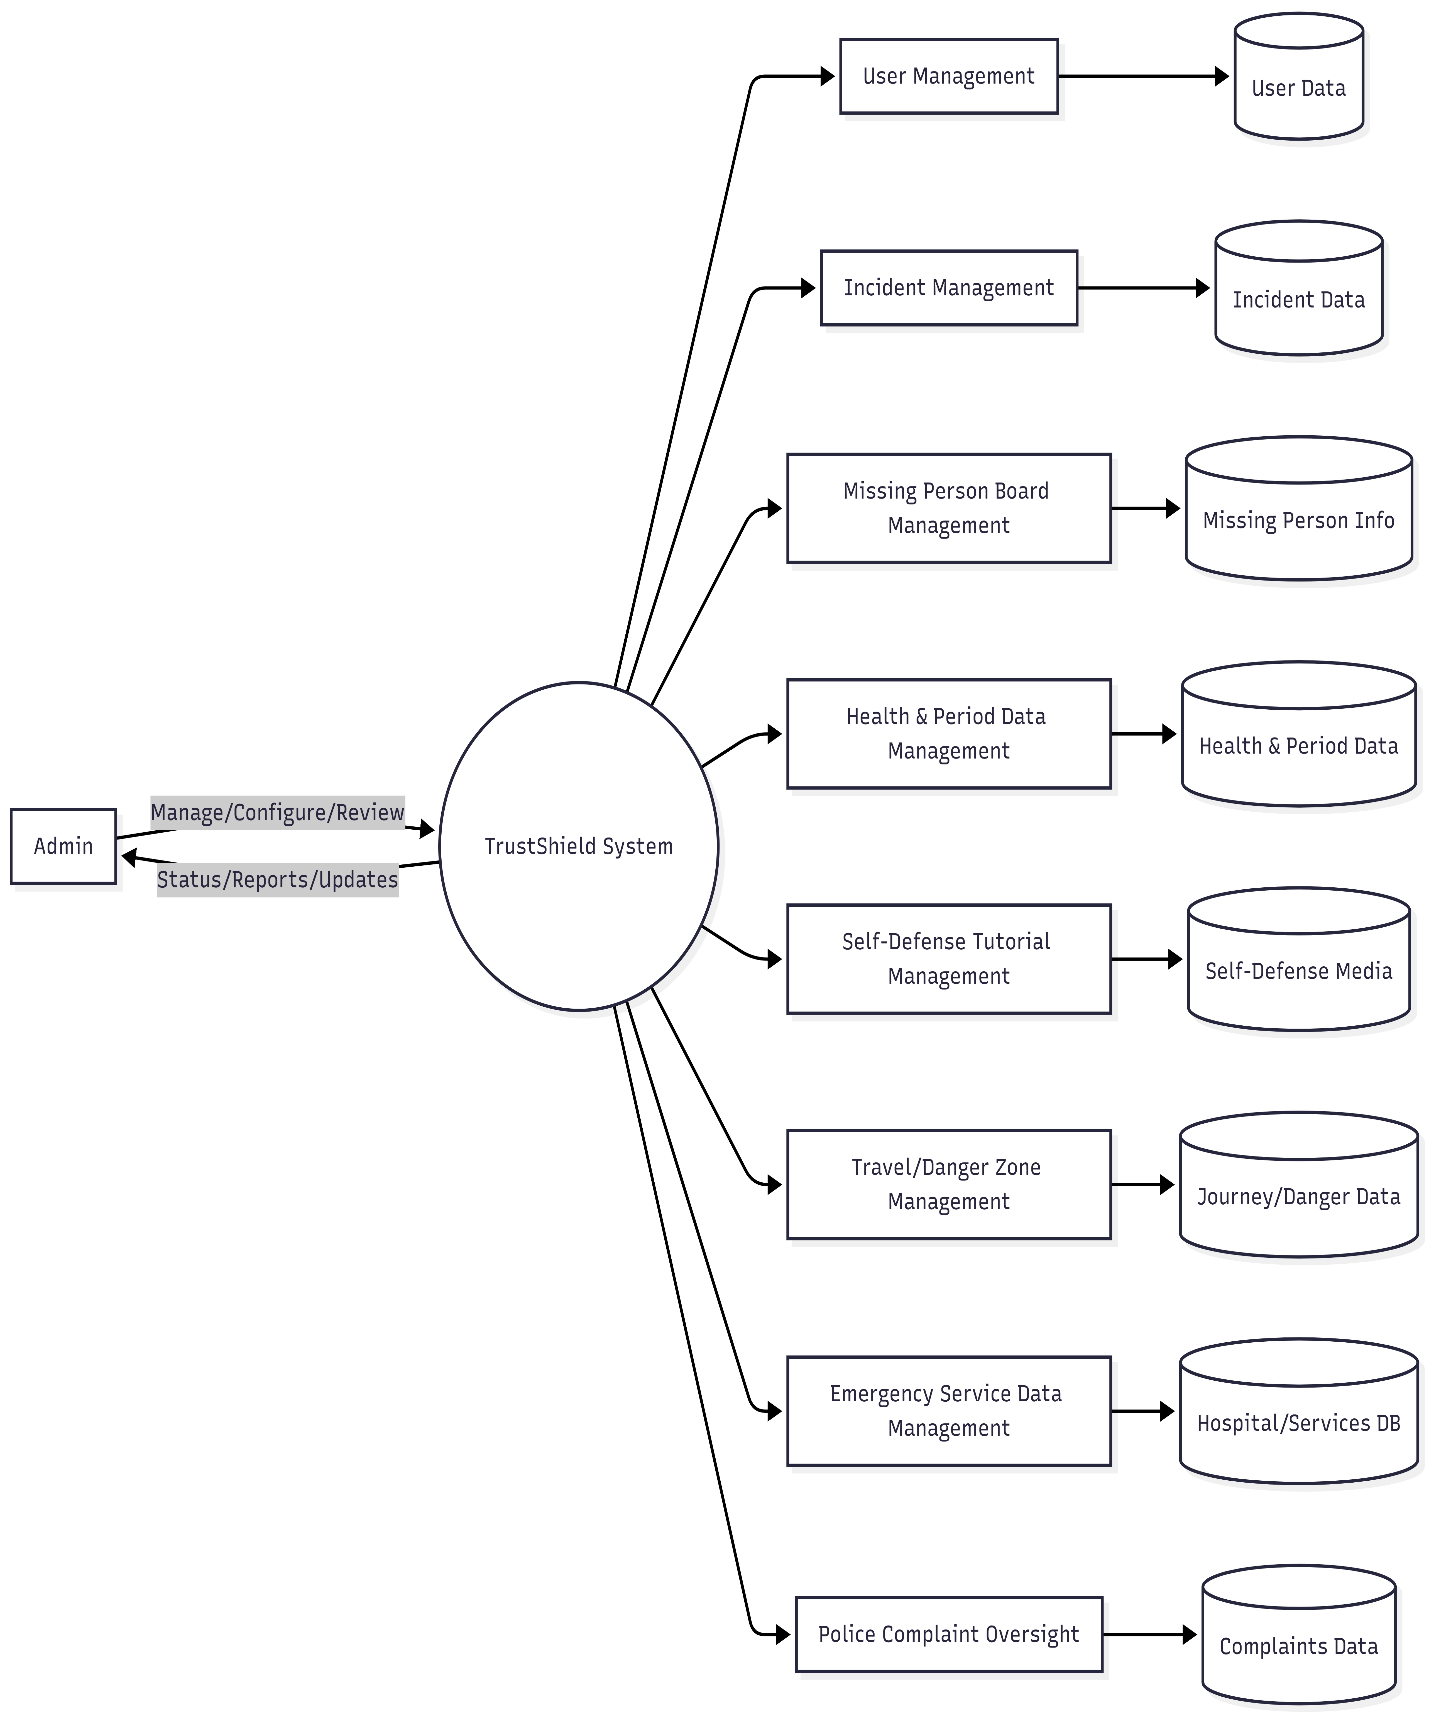 User Management
User Data
Incident Management
Incident Data
Missing Person Board
Management
Missing Person Info
Health & Period Data
Management
Health & Period Data
Manage/Configure/Review
Admin
TrustShield System
Status/Reports/Updates
Self-Defense Tutorial
Management
Self-Defense Media
Travel/Danger Zone
Management
Journey/Danger Data
Emergency Service Data
Management
Hospital/Services DB
Police Complaint Oversight
Complaints Data